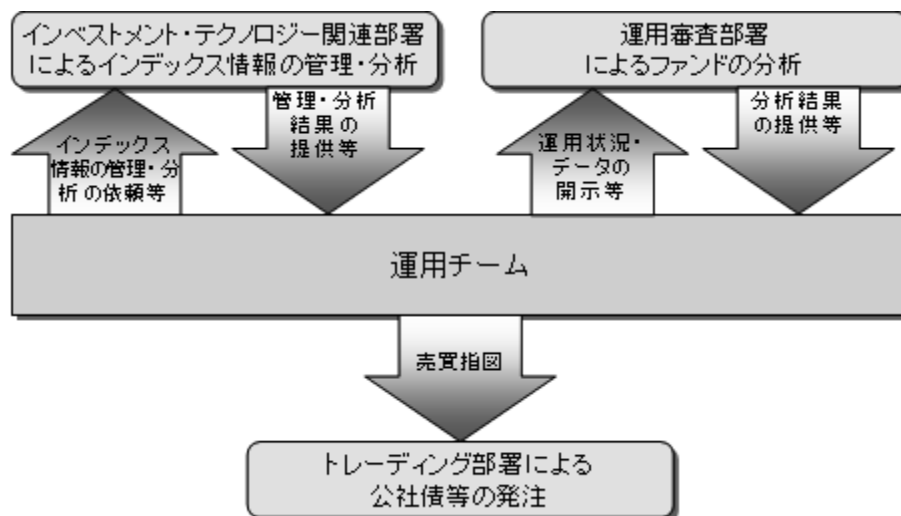 インベストメント・テクノロジー関連部署
によるインデックス情報の管理・分析
運用審査部署
によるファンドの分析
インデックス
情報の管理・分
析の依頼等
管理・分析
結果の
提供等
運用状況・
データの
開示等
分析結果
の提供等
運用チーム
売買指図
トレーディング部署による
公社債等の発注